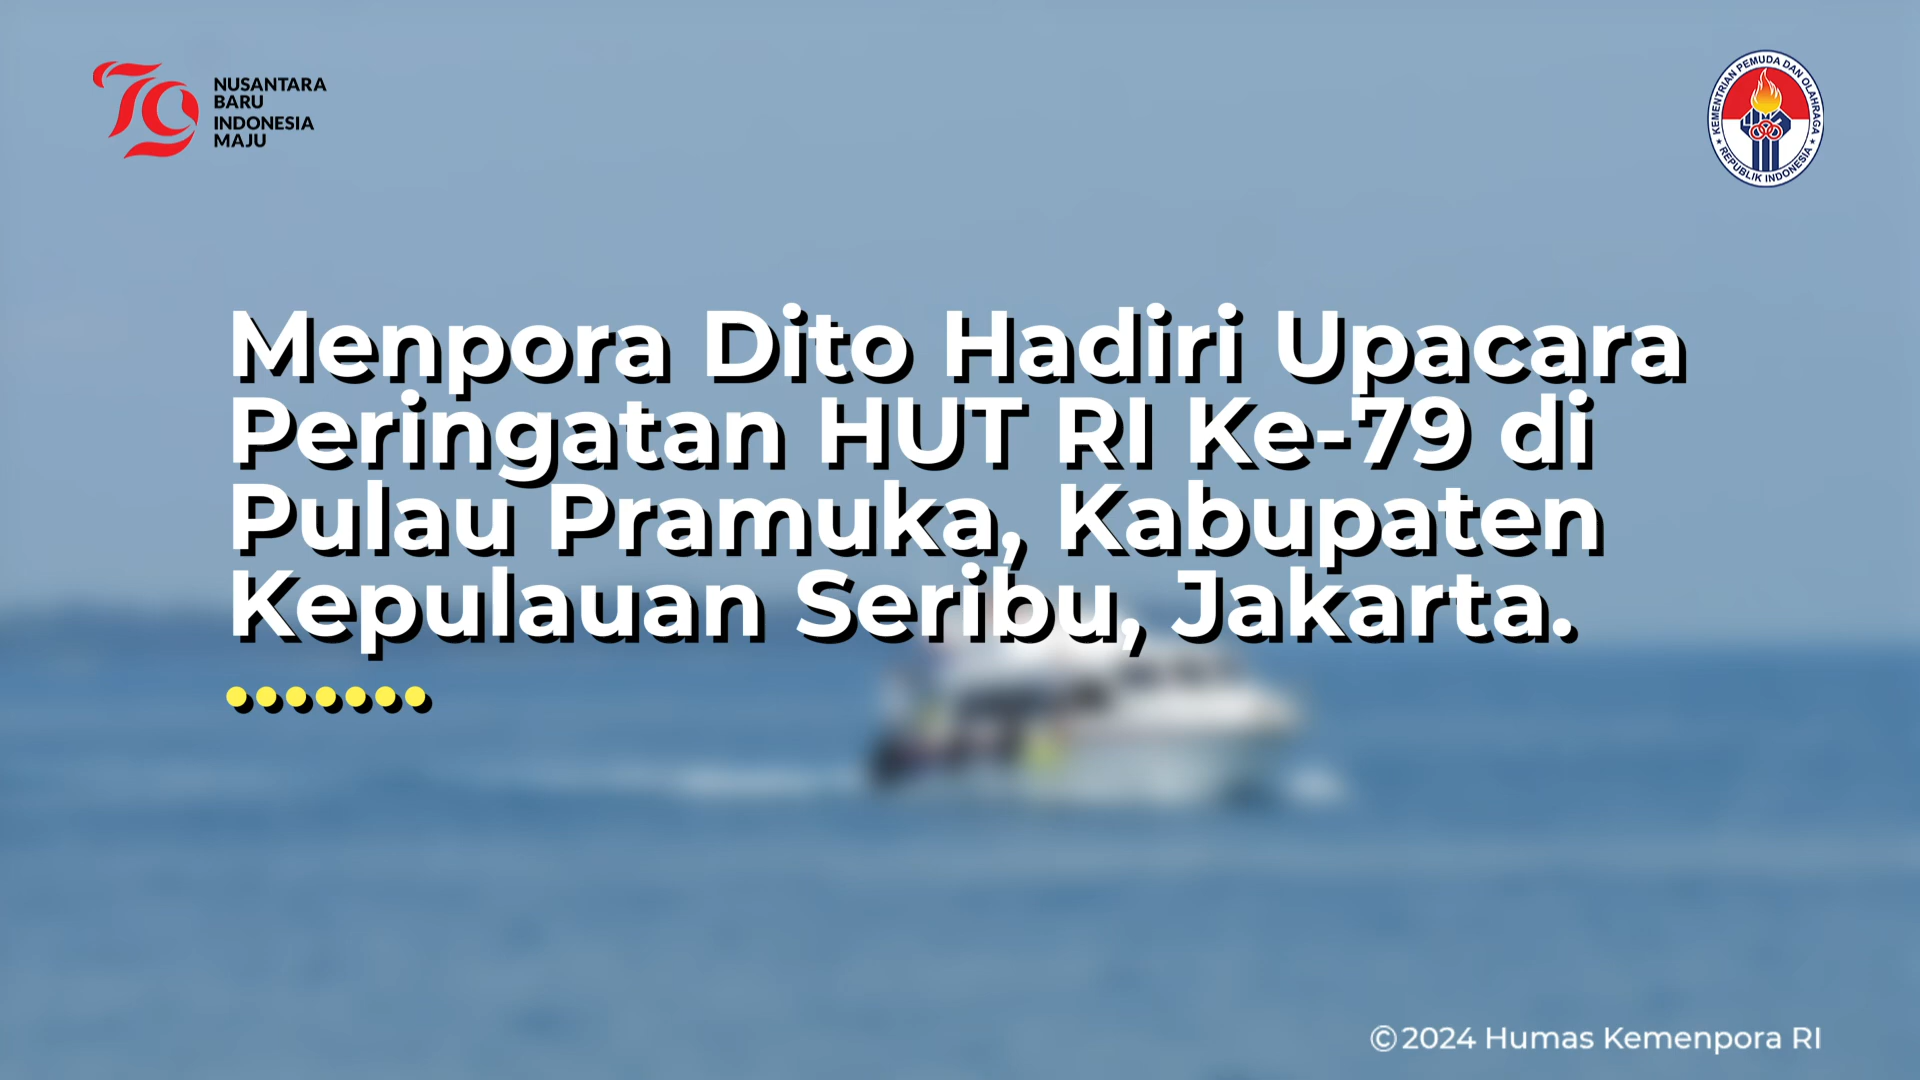 79
NUSANTARA
BARU
INDONESIA
MAJU
KEMENTRIAN PEMUDA DAN OLAHRAGA
★ REPUBLIK INDONESIA ★
Menpora Dito Hadiri Upacara
Peringatan HUT RI Ke-79 di
Pulau Pramuka, Kabupaten
Kepulauan Seribu, Jakarta.
©2024 Humas Kemenpora RI